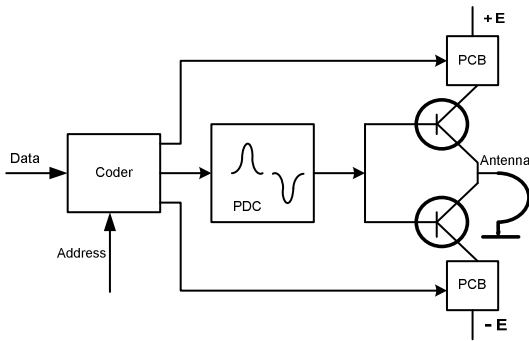 +E
PCB
Data
Coder
PDC
Antenna
Address
PCB
-E